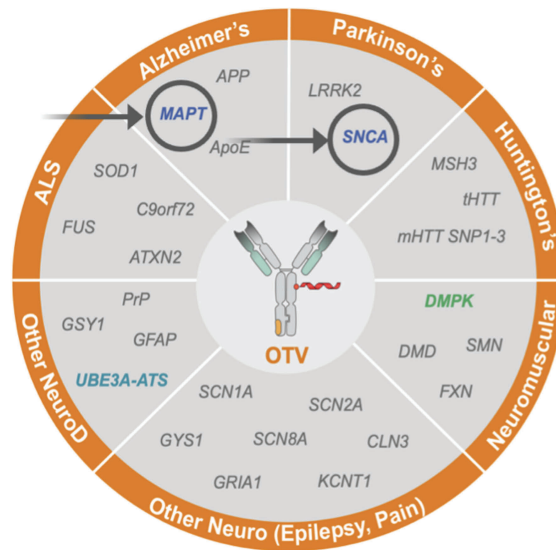 Alzheimer's
APP
MAPT
ApoE
Parkinson's
LRRK2
SNCA
Huntington's
MSH3
tHTT
mHTT SNP1-3
Neuromuscular
DMPK
DMD
SMN
FXN
Other Neuro (Epilepsy, Pain)
SCN1A
SCN2A
GYS1
SCN8A
CLN3
GRIA1
KCNT1
Other NeuroD
PrP
GSY1
GFAP
UBE3A-ATS
ALS
SOD1
C9orf72
FUS
ATXN2
OTV